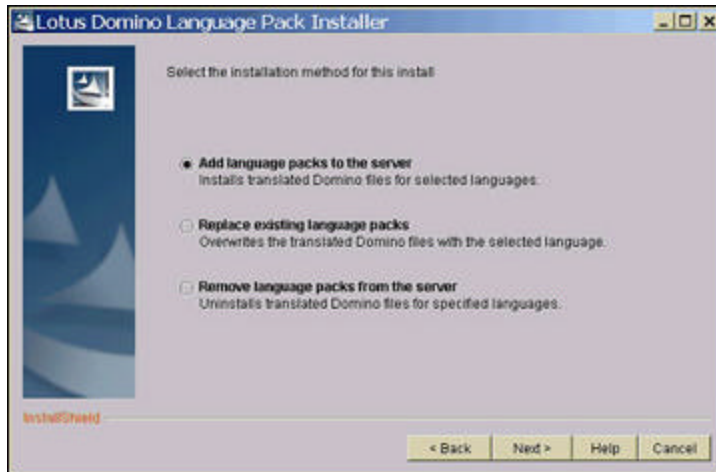 Lotus Domino Language Pack Installer
Select the installation method for this install
Add language packs to the server
Installs translated Domino files for selected languages.
Replace existing language packs
Overwrites the translated Domino files with the selected language.
Remove language packs from the server
Uninstalls translated Domino files for specified languages.
InstallShield
< Back Next > Help Cancel